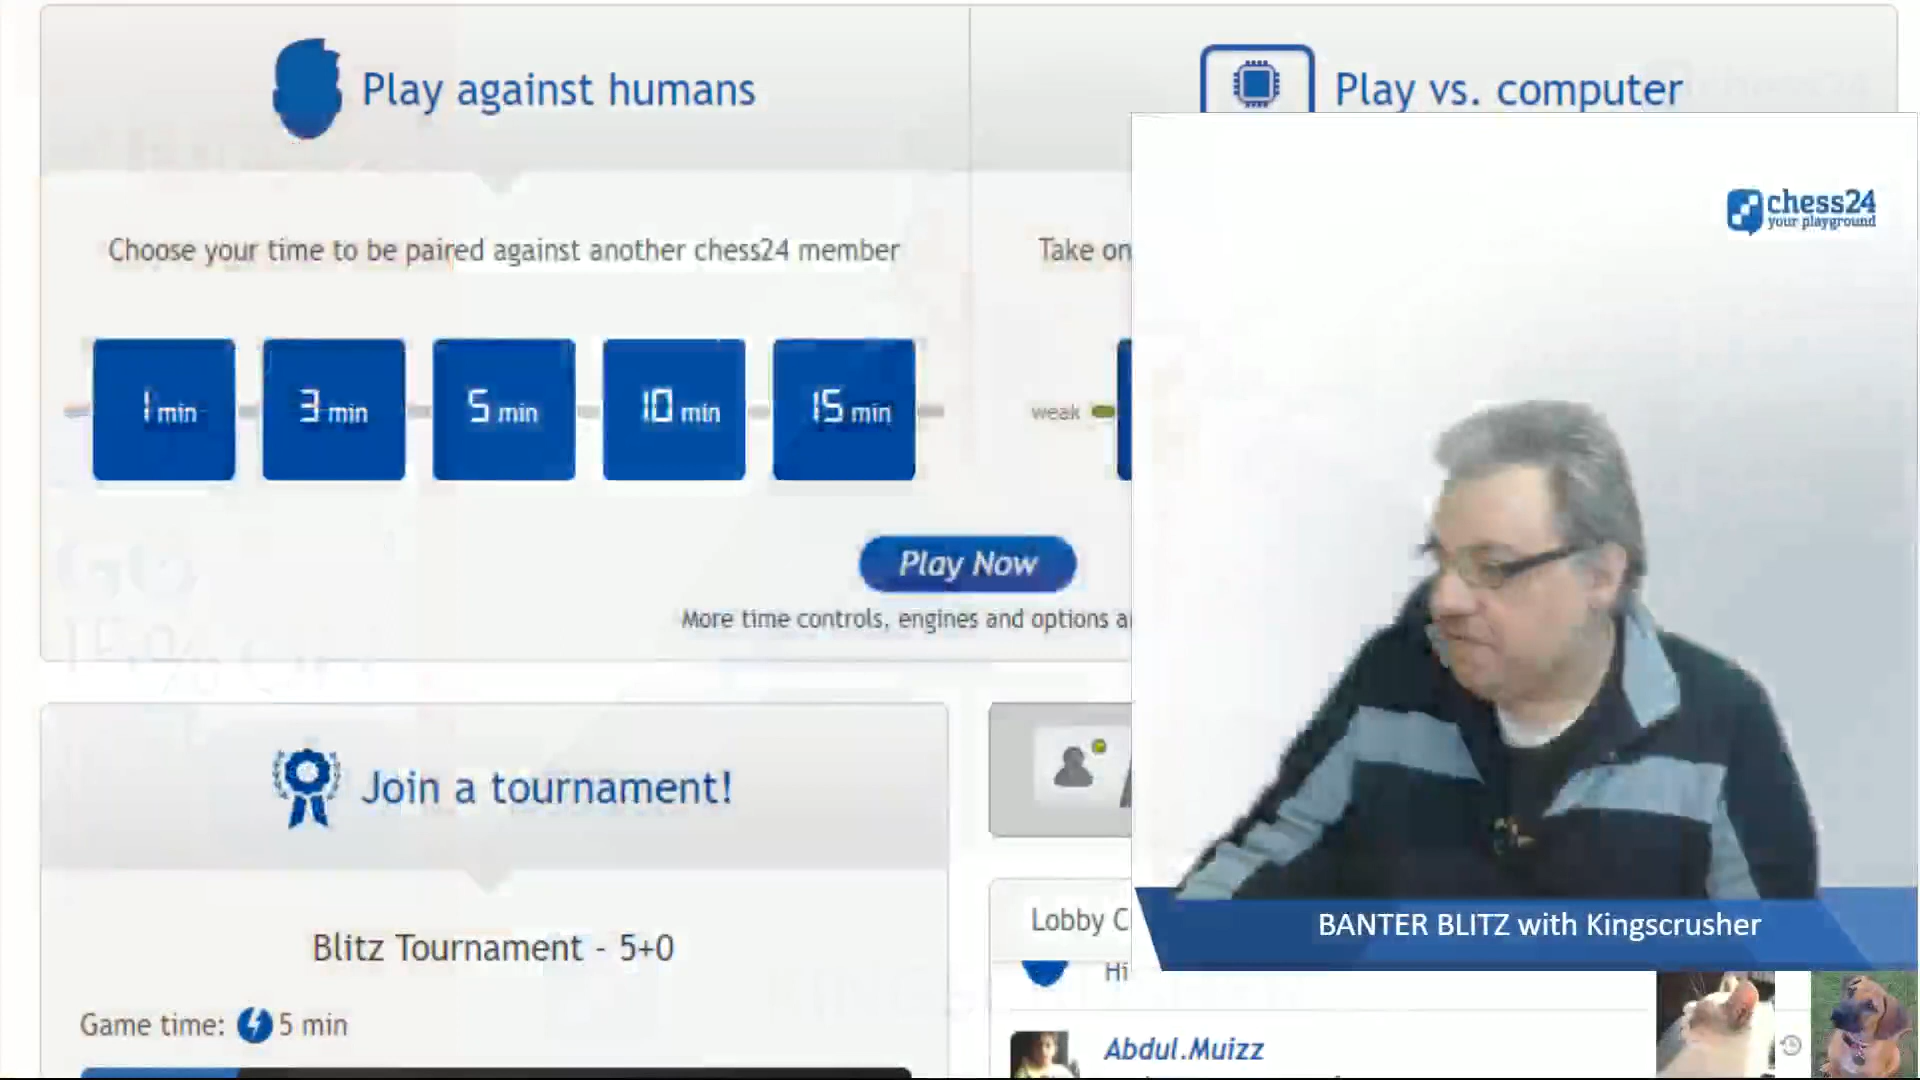 Play against humans
Play vs. computer
chess24
your playground
Choose your time to be paired against another chess24 member
Take on
1 min
3 min
5 min
10 min
15 min
weak
Play Now
More time controls, engines and options
Join a tournament!
Lobby C
BANTER BLITZ with Kingscrusher
Blitz Tournament - 5+0
Hi
Game time: 5 min
Abdul.Muizz